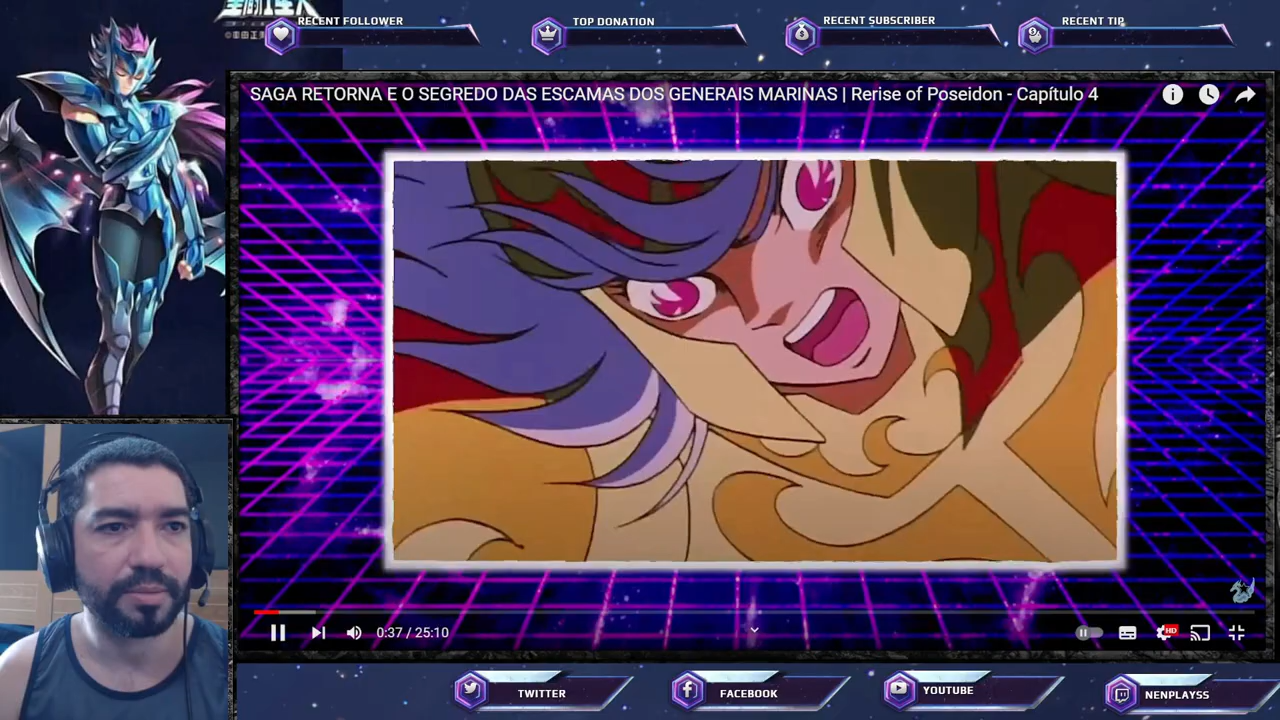 RECENT FOLLOWER
TOP DONATION
RECENT SUBSCRIBER
RECENT TIP
SAGA RETORNA E O SEGREDO DAS ESCAMAS DOS GENERAIS MARINAS | Rerise of Poseidon - Capítulo 4
0:37 / 25:10
HD
TWITTER
FACEBOOK
YOUTUBE
NENPLAYSS